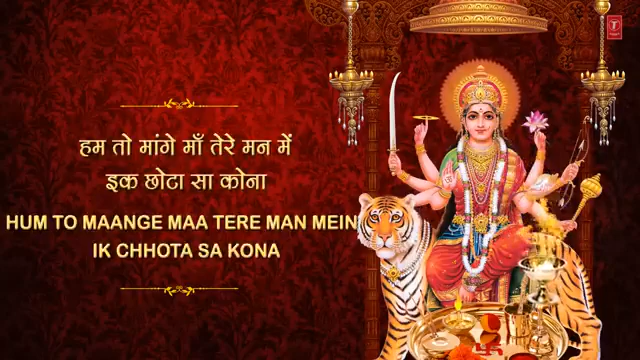 हम तो मांगे माँ तेरे मन में
इक छोटा सा कोना
HUM TO MAANGE MAA TERE MAN MEIN
IK CHHOTA SA KONA